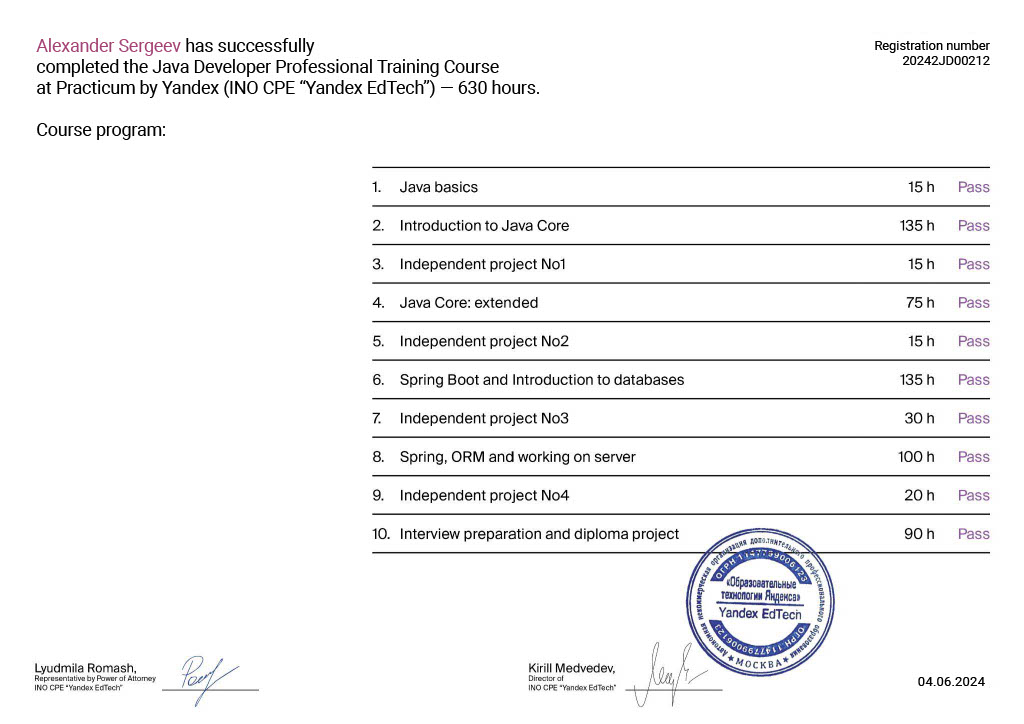 Alexander Sergeev has successfully
completed the Java Developer Professional Training Course
at Practicum by Yandex (INO CPE “Yandex EdTech”) — 630 hours.
Registration number
20242JD00212
Course program:
1. Java basics 15 h Pass
2. Introduction to Java Core 135 h Pass
3. Independent project No1 15 h Pass
4. Java Core: extended 75 h Pass
5. Independent project No2 15 h Pass
6. Spring Boot and Introduction to databases 135 h Pass
7. Independent project No3 30 h Pass
8. Spring, ORM and working on server 100 h Pass
9. Independent project No4 20 h Pass
10. Interview preparation and diploma project 90 h Pass
Автономная некоммерческая организация дополнительного профессионального образования
«Образовательные
технологии Яндекса»
Yandex EdTech
МОСКВА
Lyudmila Romash,
Representative by Power of Attorney
INO CPE “Yandex EdTech”
Kirill Medvedev,
Director of
INO CPE “Yandex EdTech”
04.06.2024